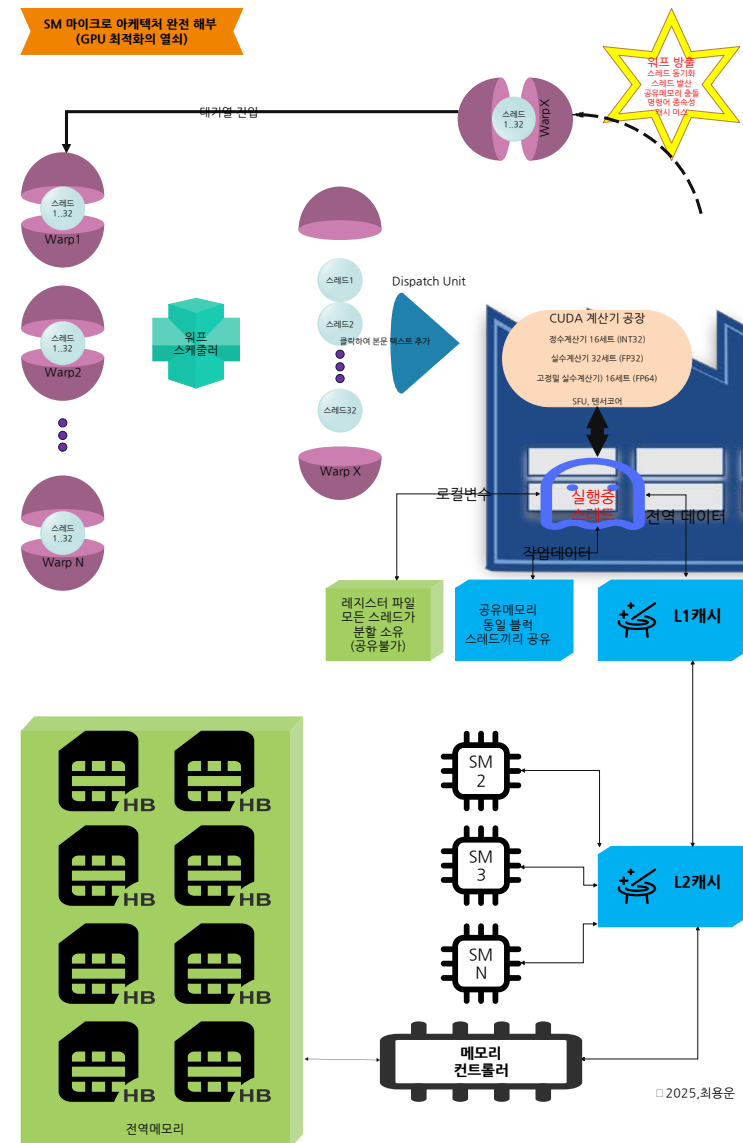 SM 마이크로 아케텍처 완전 해부
(GPU 최적화의 열쇠)
워프 방출
스레드 동기화
스레드 발산
공유메모리 충돌
명령어 종속성
캐시 미스
대기열 진입
스레드
1..32
WarpX
스레드
1..32
Warp1
스레드
1..32
Warp2
스레드
1..32
Warp N
워프
스케줄러
스레드1
스레드2
클릭하여 본문 텍스트 추가
스레드32
Warp X
Dispatch Unit
CUDA 계산기 공장
정수계산기 16세트 (INT32)
실수계산기 32세트 (FP32)
고정밀 실수계산기) 16세트 (FP64)
SFU, 텐서코어
실행중
스레드
로컬변수
전역 데이터
작업데이터
레지스터 파일
모든 스레드가
분할 소유
(공유불가)
공유메모리
동일 블럭
스레드끼리 공유
L1캐시
SM
2
SM
3
SM
N
L2캐시
HB
HB
HB
HB
HB
HB
HB
HB
전역메모리
메모리
컨트롤러
□ 2025,최용운